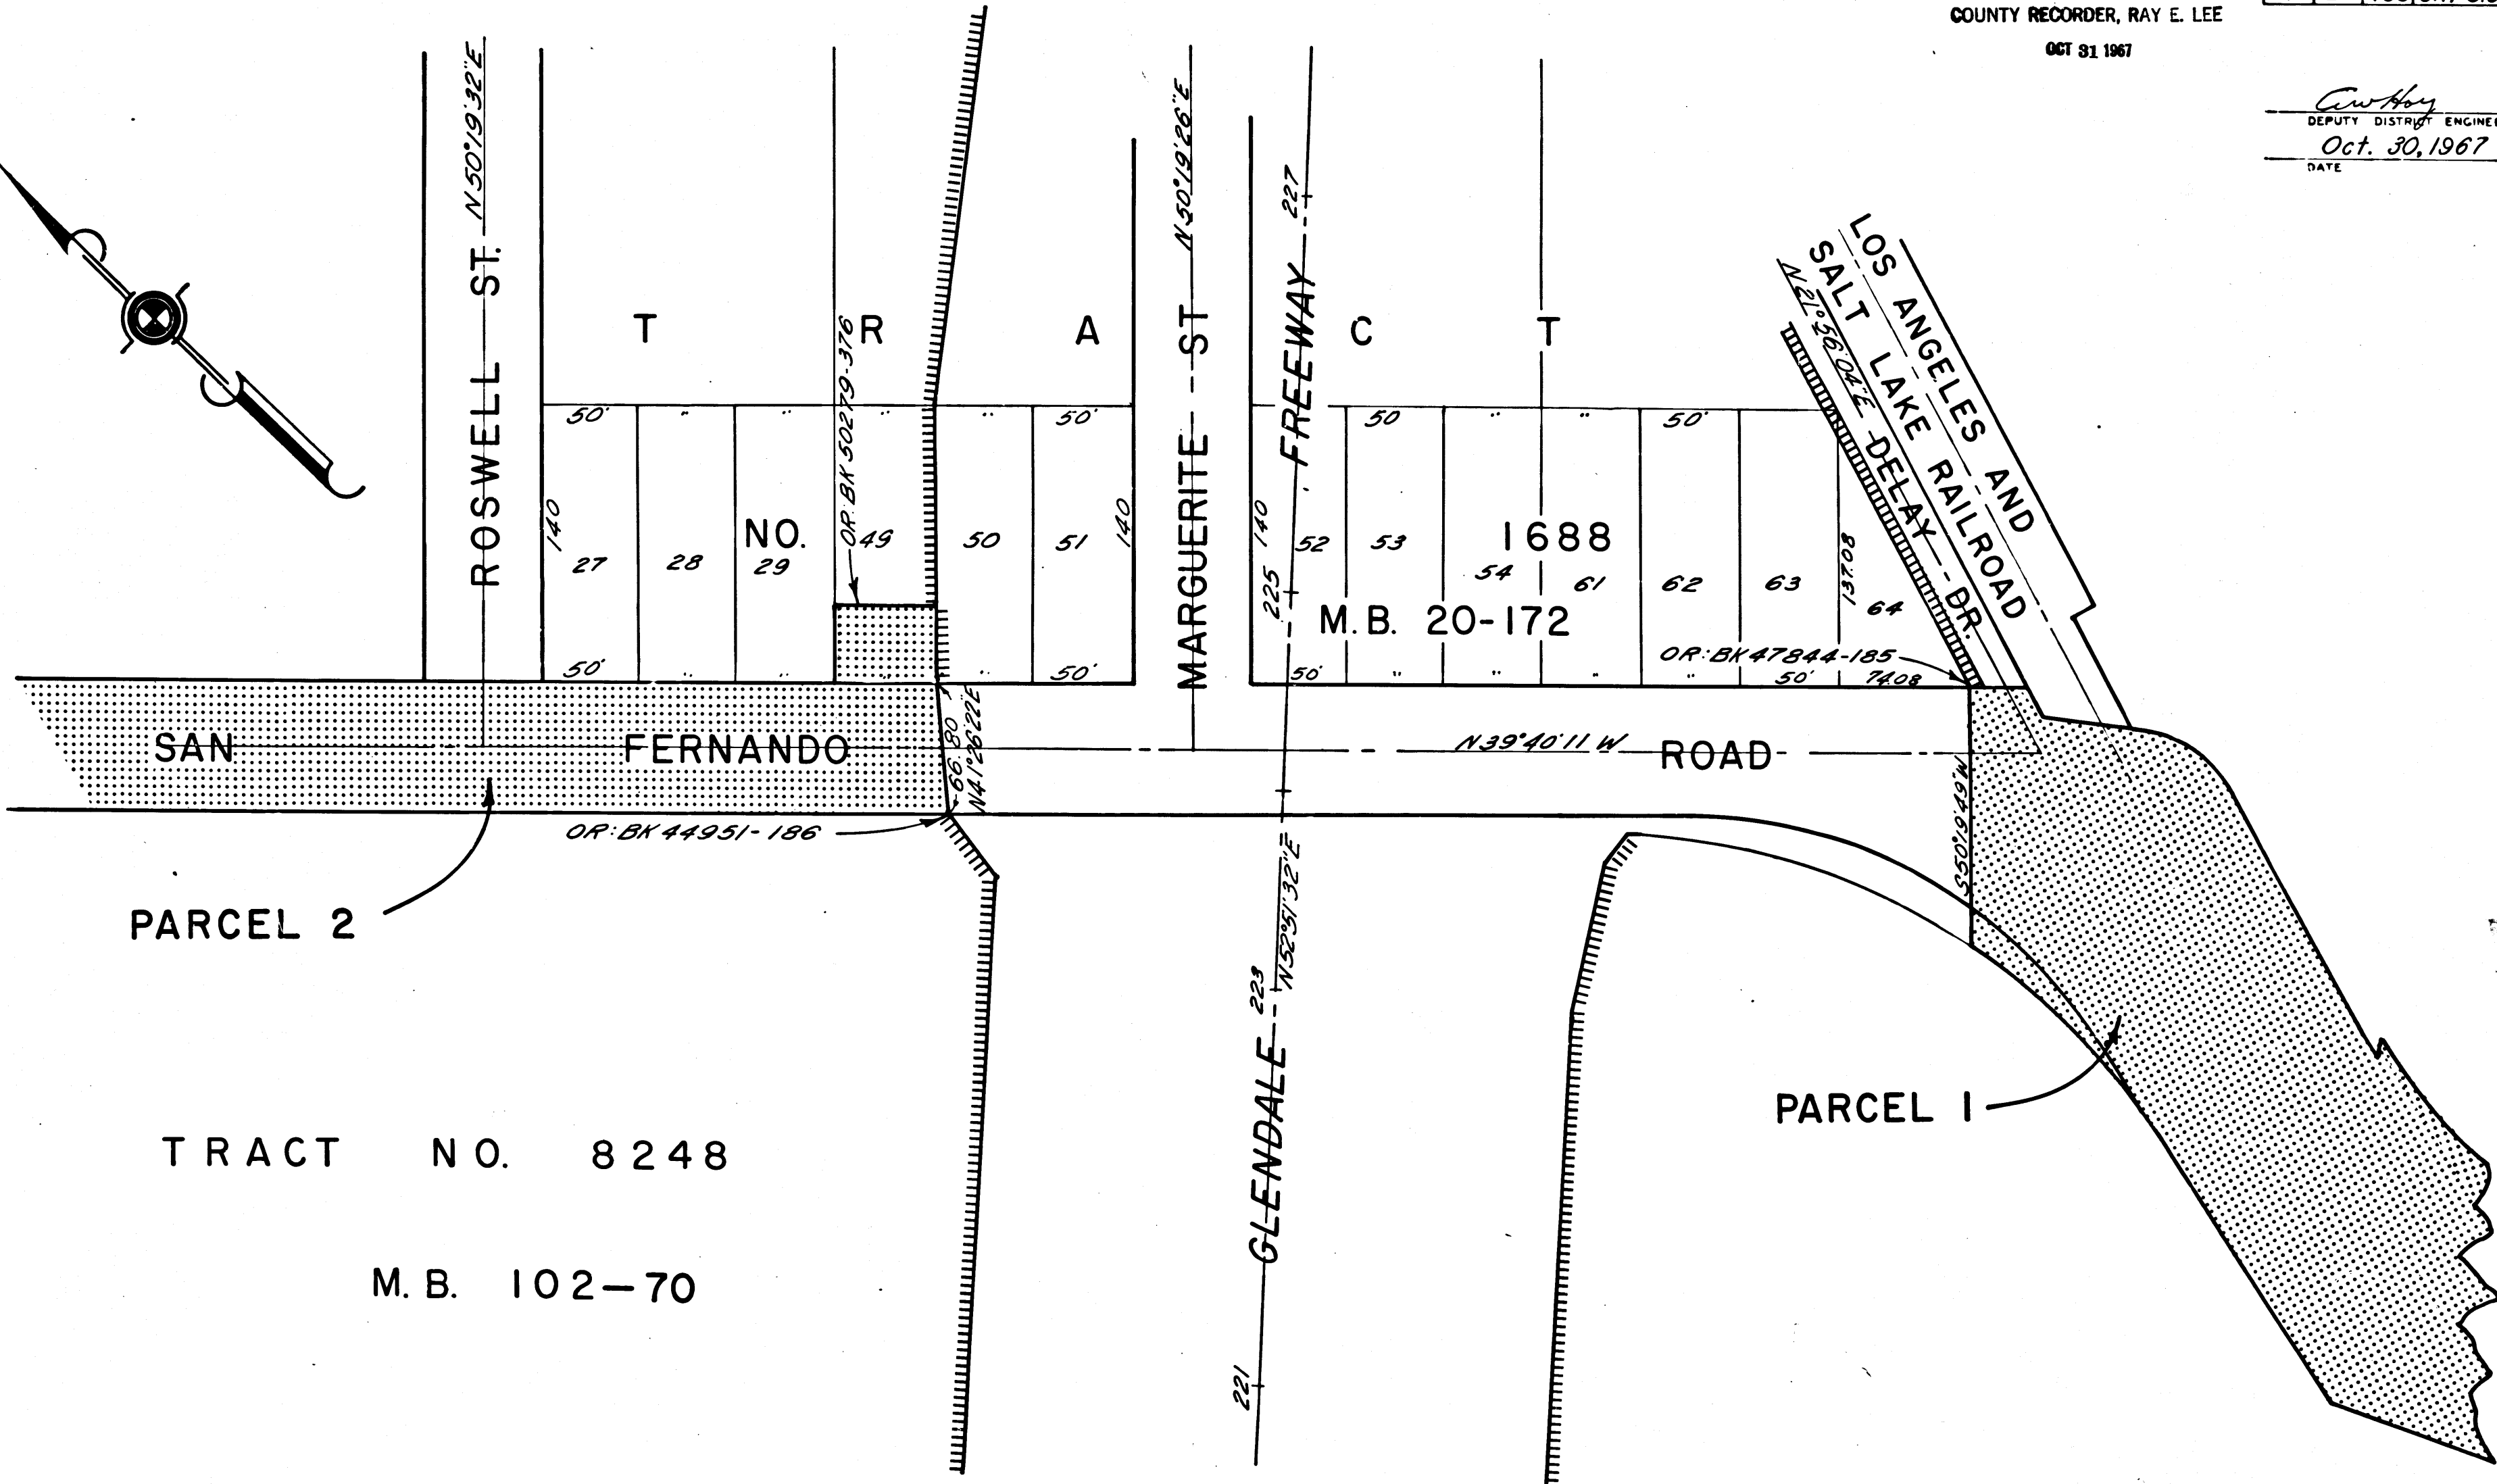 COUNTY RECORDER, RAY E. LEE
OCT 31 1967
DEPUTY DISTRICT
Oct. 30, 1967
DATE
N50°19'32"E
ROSWELL ST.
N50°19'26"E
MARGUERITE ST
FREEWAY
227
225
LOS ANGELES AND
SALT LAKE RAILROAD
N21°56'04"E
DELAY DR.
T R A C T
OR: BK 50279-376
50' " " " " 50'
50 " " 50'
140
140
140
137.08
NO. 1688
27 28 29 49 50 51 52 53 54 61 62 63 64
M.B. 20-172
OR: BK 47844-185
50' " " " " 50'
50' " " " " 50' 74.08
SAN FERNANDO ROAD
66.80
N41°26'22"E
N39°40'11"W
S50°19'49"W
OR: BK 44951-186
N52°51'32"E
PARCEL 2
223
GLENDALE
221
PARCEL 1
TRACT NO. 8248
M.B. 102-70